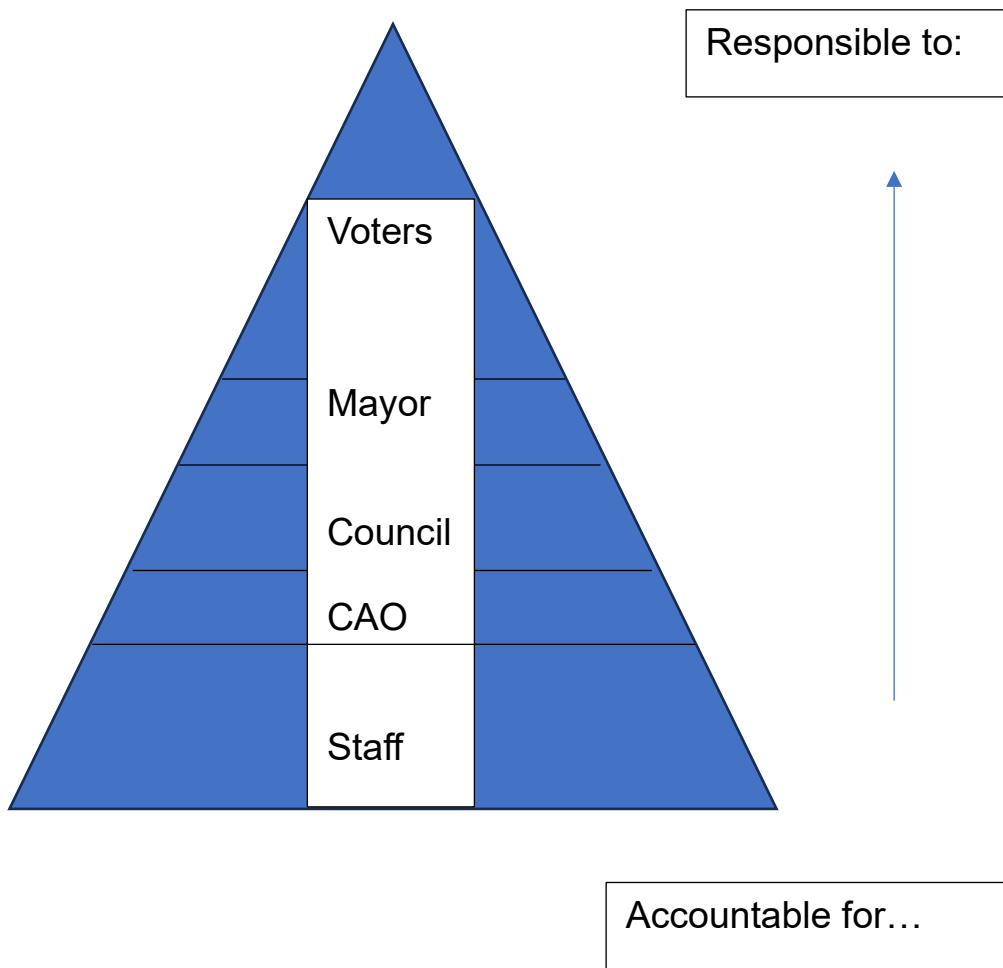 Responsible to:
Voters
Mayor
Council
CAO
Staff
Accountable for…